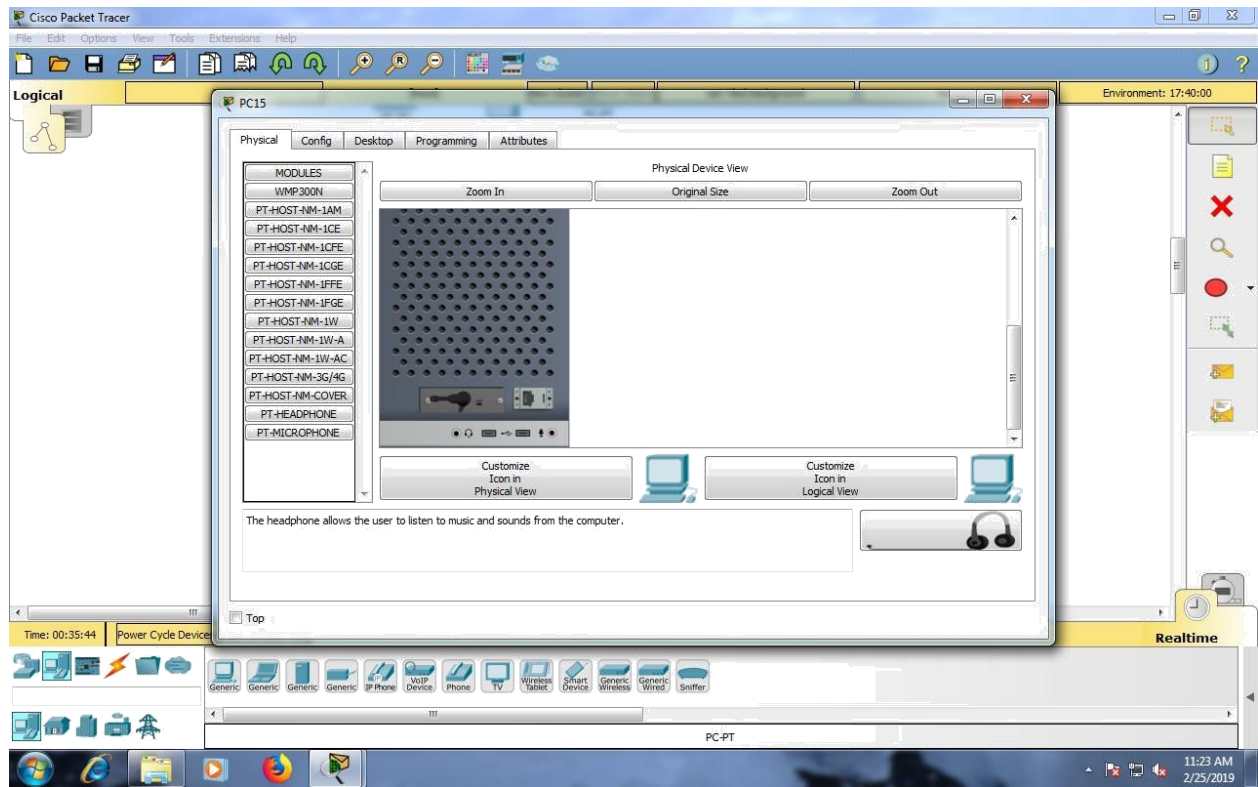 Cisco Packet Tracer
File Edit Options View Tools Extensions Help
Logical
Environment: 17:40:00
PC15
Physical Config Desktop Programming Attributes
MODULES
WMP300N
PT-HOST-NM-1AM
PT-HOST-NM-1CE
PT-HOST-NM-1CFE
PT-HOST-NM-1CGE
PT-HOST-NM-1FFE
PT-HOST-NM-1FGE
PT-HOST-NM-1W
PT-HOST-NM-1W-A
PT-HOST-NM-1W-AC
PT-HOST-NM-3G/4G
PT-HOST-NM-COVER
PT-HEADPHONE
PT-MICROPHONE
Physical Device View
Zoom In Original Size Zoom Out
Customize
Icon in
Physical View
Customize
Icon in
Logical View
The headphone allows the user to listen to music and sounds from the computer.
Top
Time: 00:35:44 Power Cycle Device
Realtime
Generic Generic Generic Generic IP Phone VoIP Device Phone TV Wireless Tablet Smart Device Generic Wireless Generic Wired Sniffer
PC-PT
11:23 AM
2/25/2019